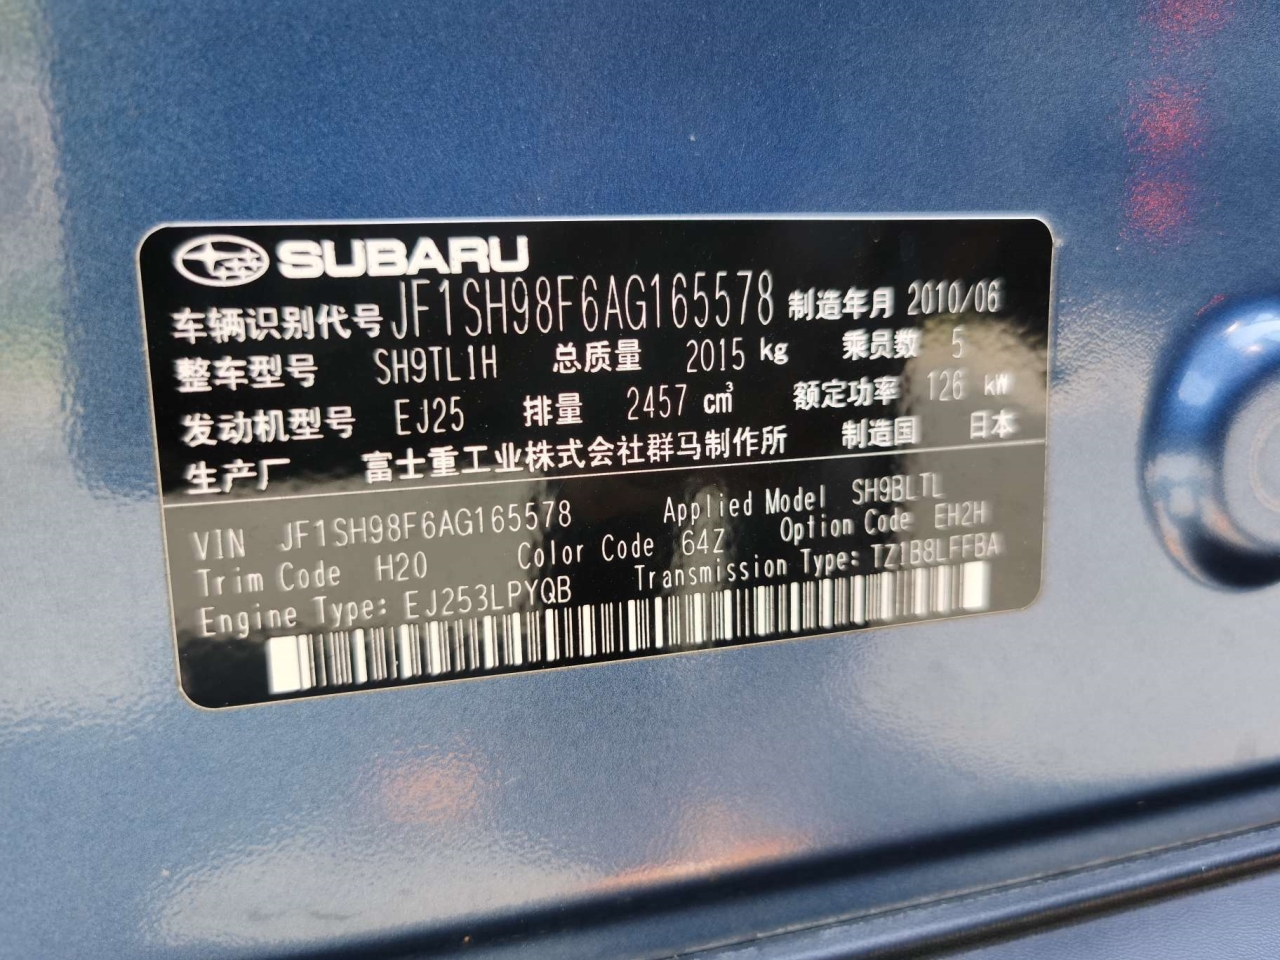 SUBARU
车辆识别代号 JF1SH98F6AG165578 制造年月 2010/06
整车型号 SH9TL1H 总质量 2015 kg 乘员数 5
发动机型号 EJ25 排量 2457 cm³ 额定功率 126 kW
生产厂 富士重工业株式会社群马制作所 制造国 日本
VIN JF1SH98F6AG165578 Applied Model SH9BLTL
Trim Code H20 Color Code 64Z Option Code EH2H
Engine Type: EJ253LPYQB Transmission Type: TZ1B8LFFBA